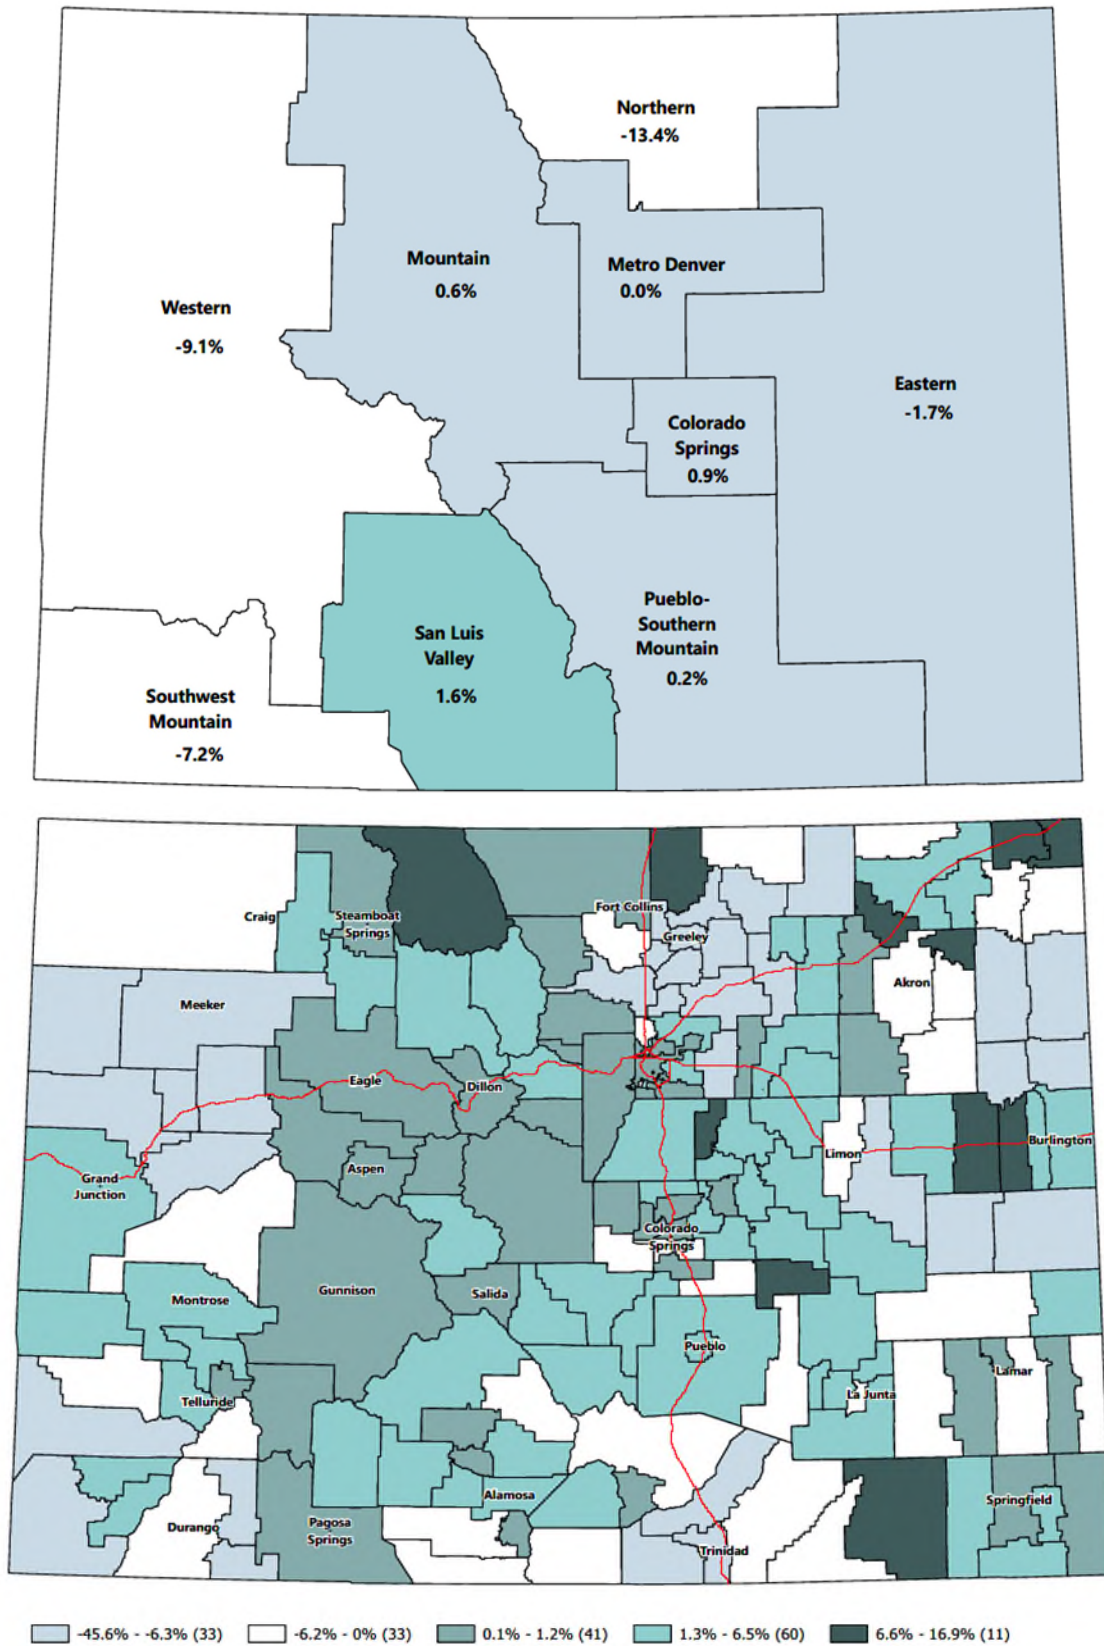 Northern
-13.4%
Mountain
0.6%
Metro Denver
0.0%
Western
-9.1%
Eastern
-1.7%
Colorado
Springs
0.9%
Pueblo-
Southern
Mountain
0.2%
San Luis
Valley
1.6%
Southwest
Mountain
-7.2%
Craig
Steamboat
Springs
Fort Collins
Greeley
Akron
Meeker
Eagle
Dillon
Aspen
Grand
Junction
Limon
Burlington
Colorado
Springs
Gunnison
Salida
Montrose
Pueblo
Telluride
La Junta
Lamar
Alamosa
Springfield
Durango
Pagosa
Springs
Trinidad
-45.6% - -6.3% (33)
-6.2% - 0% (33)
0.1% - 1.2% (41)
1.3% - 6.5% (60)
6.6% - 16.9% (11)